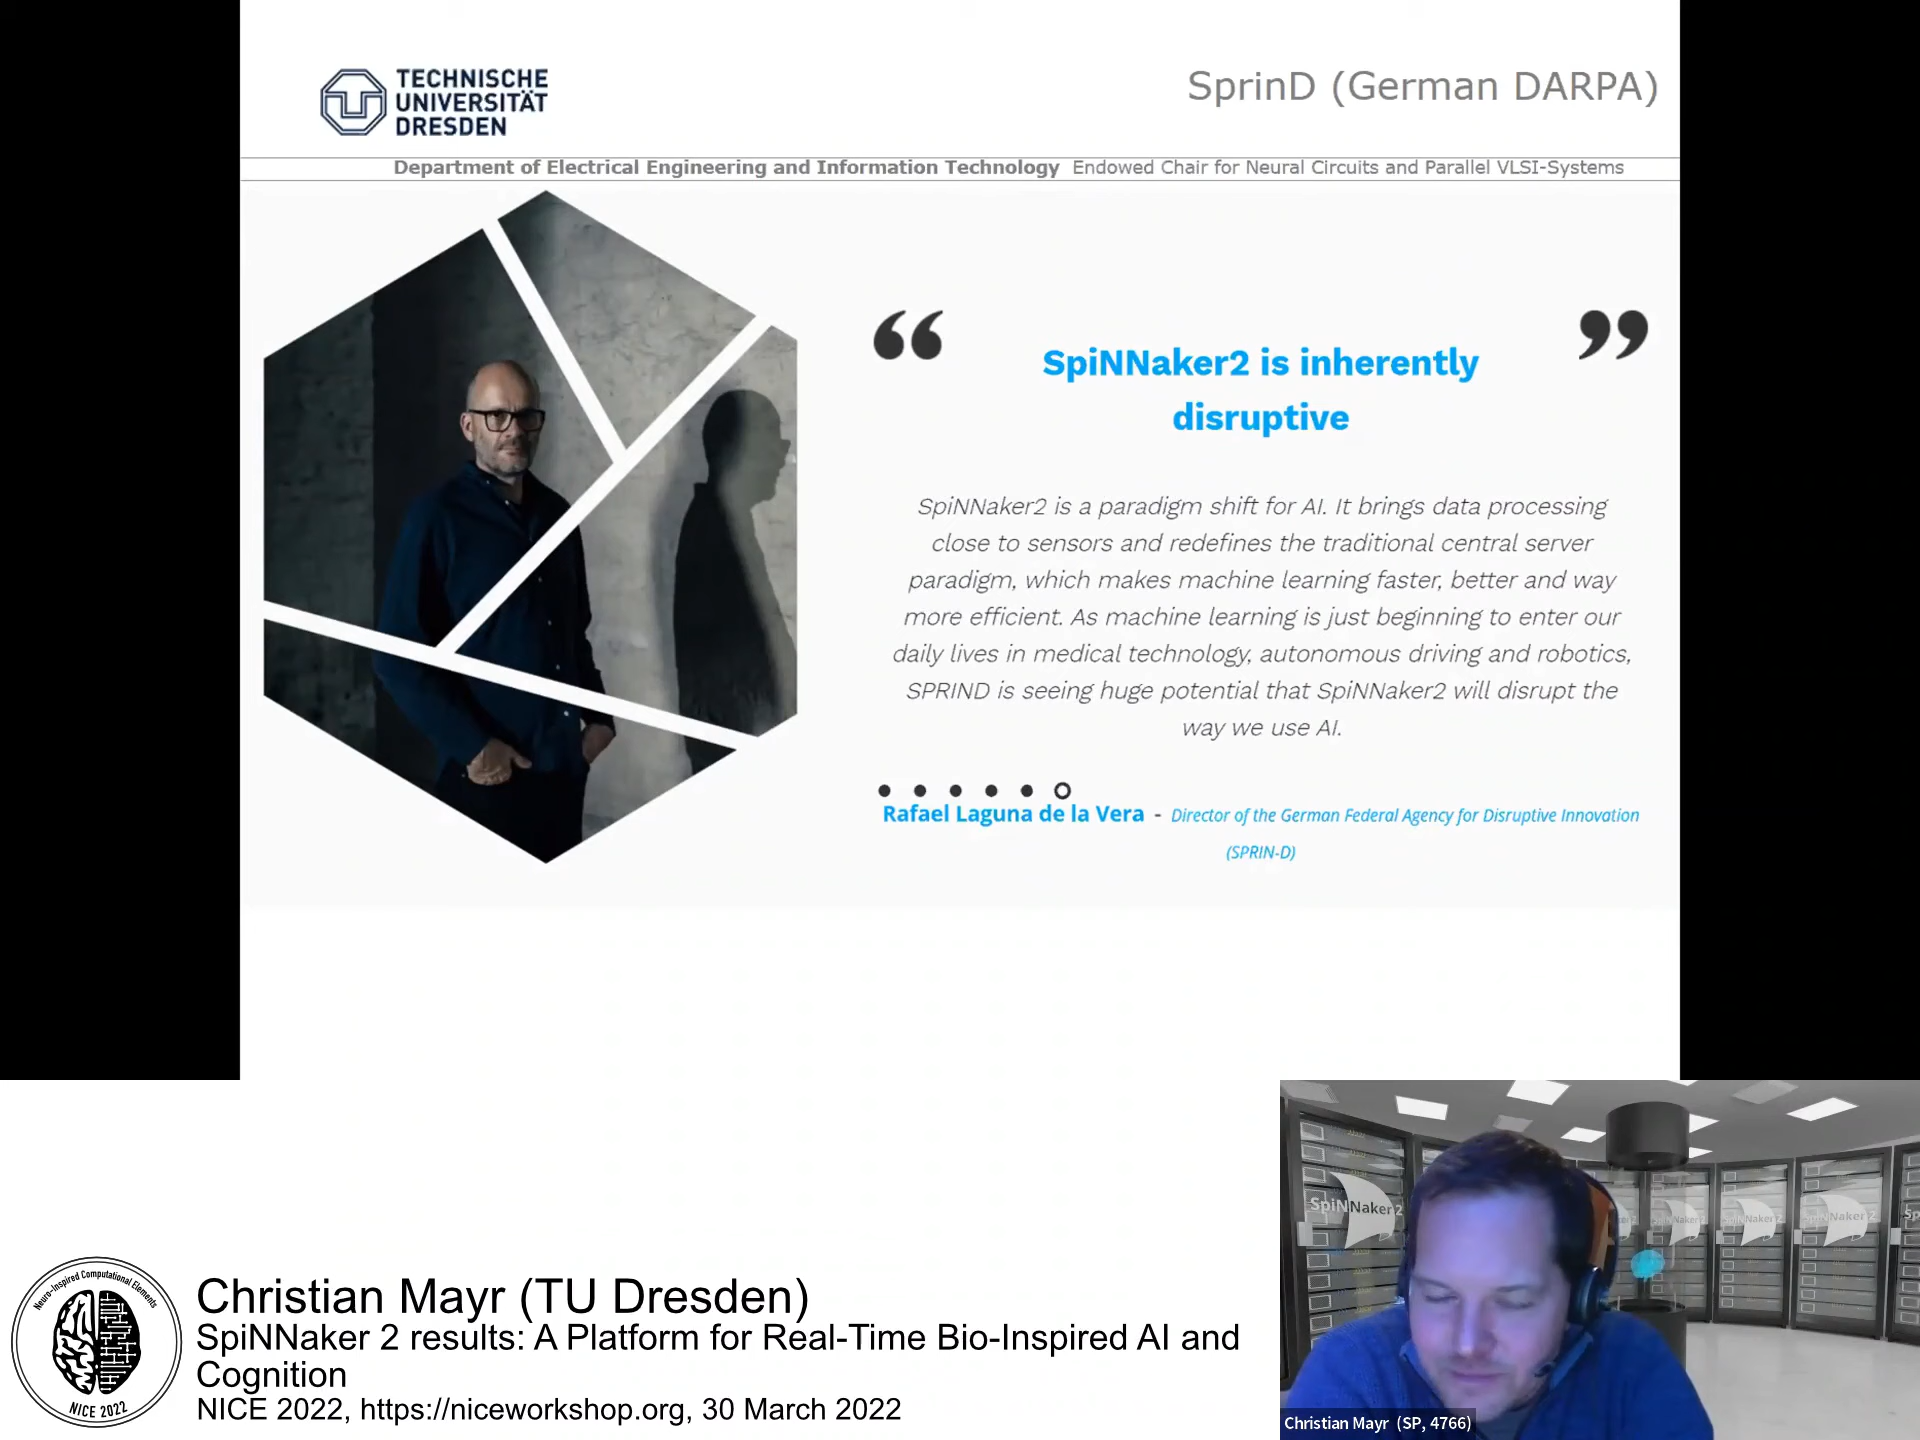 TECHNISCHE
UNIVERSITÄT
DRESDEN
SprinD (German DARPA)
Department of Electrical Engineering and Information Technology Endowed Chair for Neural Circuits and Parallel VLSI-Systems
“ ”
SpiNNaker2 is inherently
disruptive
SpiNNaker2 is a paradigm shift for AI. It brings data processing
close to sensors and redefines the traditional central server
paradigm, which makes machine learning faster, better and way
more efficient. As machine learning is just beginning to enter our
daily lives in medical technology, autonomous driving and robotics,
SPRIND is seeing huge potential that SpiNNaker2 will disrupt the
way we use AI.
Rafael Laguna de la Vera - Director of the German Federal Agency for Disruptive Innovation
(SPRIN-D)
SpiNNaker2
SpiNNaker2
SpiNNaker2
Christian Mayr (SP, 4766)
Neuro-Inspired Computational Elements
NICE 2022
Christian Mayr (TU Dresden)
SpiNNaker 2 results: A Platform for Real-Time Bio-Inspired AI and
Cognition
NICE 2022, https://niceworkshop.org, 30 March 2022